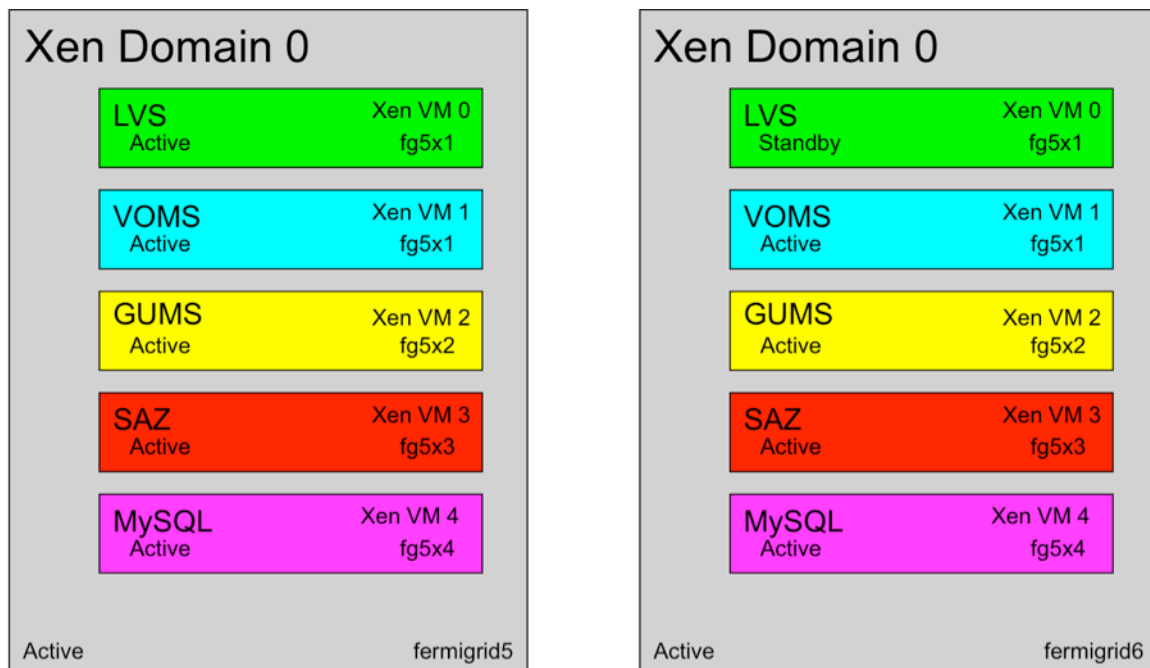 Xen Domain 0
LVS Xen VM 0
Active fg5x1
VOMS Xen VM 1
Active fg5x1
GUMS Xen VM 2
Active fg5x2
SAZ Xen VM 3
Active fg5x3
MySQL Xen VM 4
Active fg5x4
Active fermigrid5
Xen Domain 0
LVS Xen VM 0
Standby fg5x1
VOMS Xen VM 1
Active fg5x1
GUMS Xen VM 2
Active fg5x2
SAZ Xen VM 3
Active fg5x3
MySQL Xen VM 4
Active fg5x4
Active fermigrid6